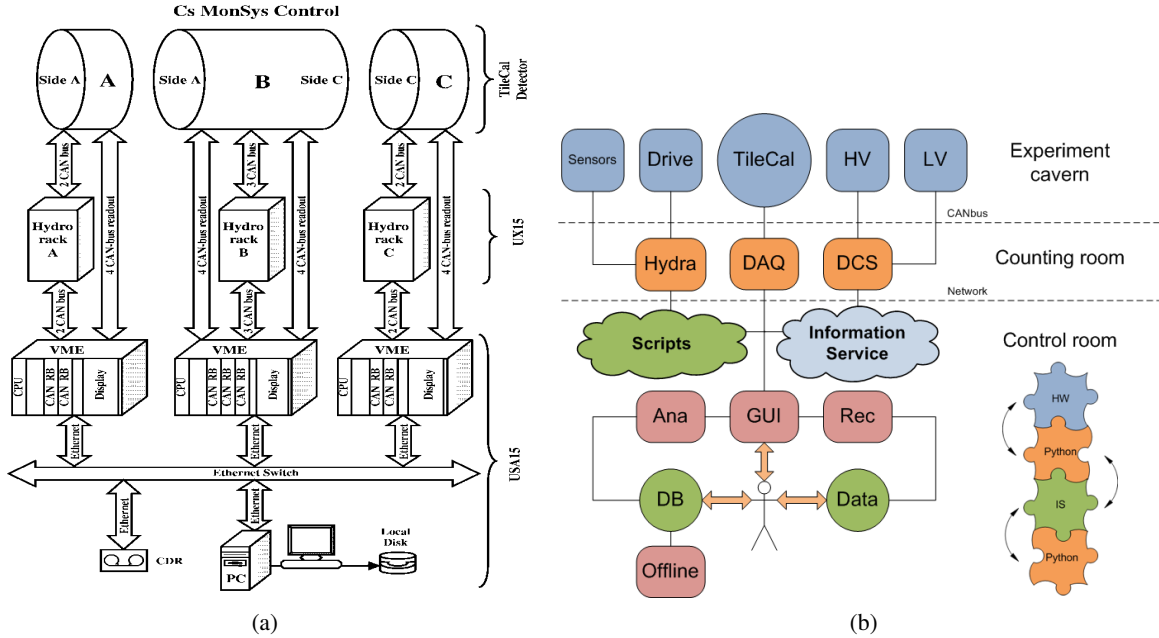 Cs MonSys Control
Side A
A
Side A
B
Side C
Side C
C
TileCal
Detector
2 CAN bus
4 CAN-bus readout
3 CAN bus
4 CAN-bus readout
2 CAN bus
4 CAN-bus readout
4 CAN-bus readout
Hydro
rack
A
Hydro
rack
B
Hydro
rack
C
UX15
2 CAN bus
3 CAN bus
2 CAN bus
VME
CPU
CAN RB
CAN RB
Display
VME
CPU
CAN RB
CAN RB
CAN RB
Display
VME
CPU
CAN RB
CAN RB
Display
Ethernet
Ethernet
Ethernet
Ethernet Switch
USA15
Ethernet
Ethernet
CDR
PC
Local
Disk
(a)
Sensors
Drive
TileCal
HV
LV
Experiment
cavern
CANbus
Hydra
DAQ
DCS
Counting room
Network
Scripts
Information
Service
Control room
Ana
GUI
Rec
DB
Data
Offline
HW
Python
IS
Python
(b)